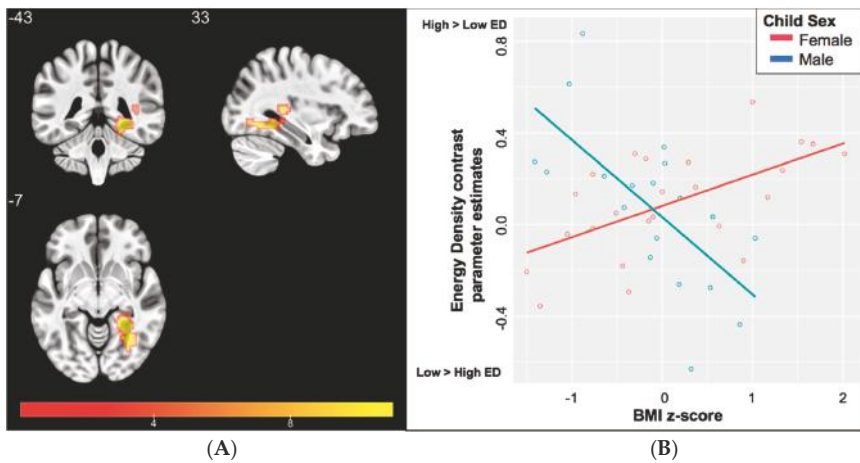 -43
33
-7
4
8
(A)
High > Low ED
Child Sex
Female
Male
0.8
0.4
0.0
-0.4
Energy Density contrast
parameter estimates
Low > High ED
-1
0
1
2
BMI z-score
(B)